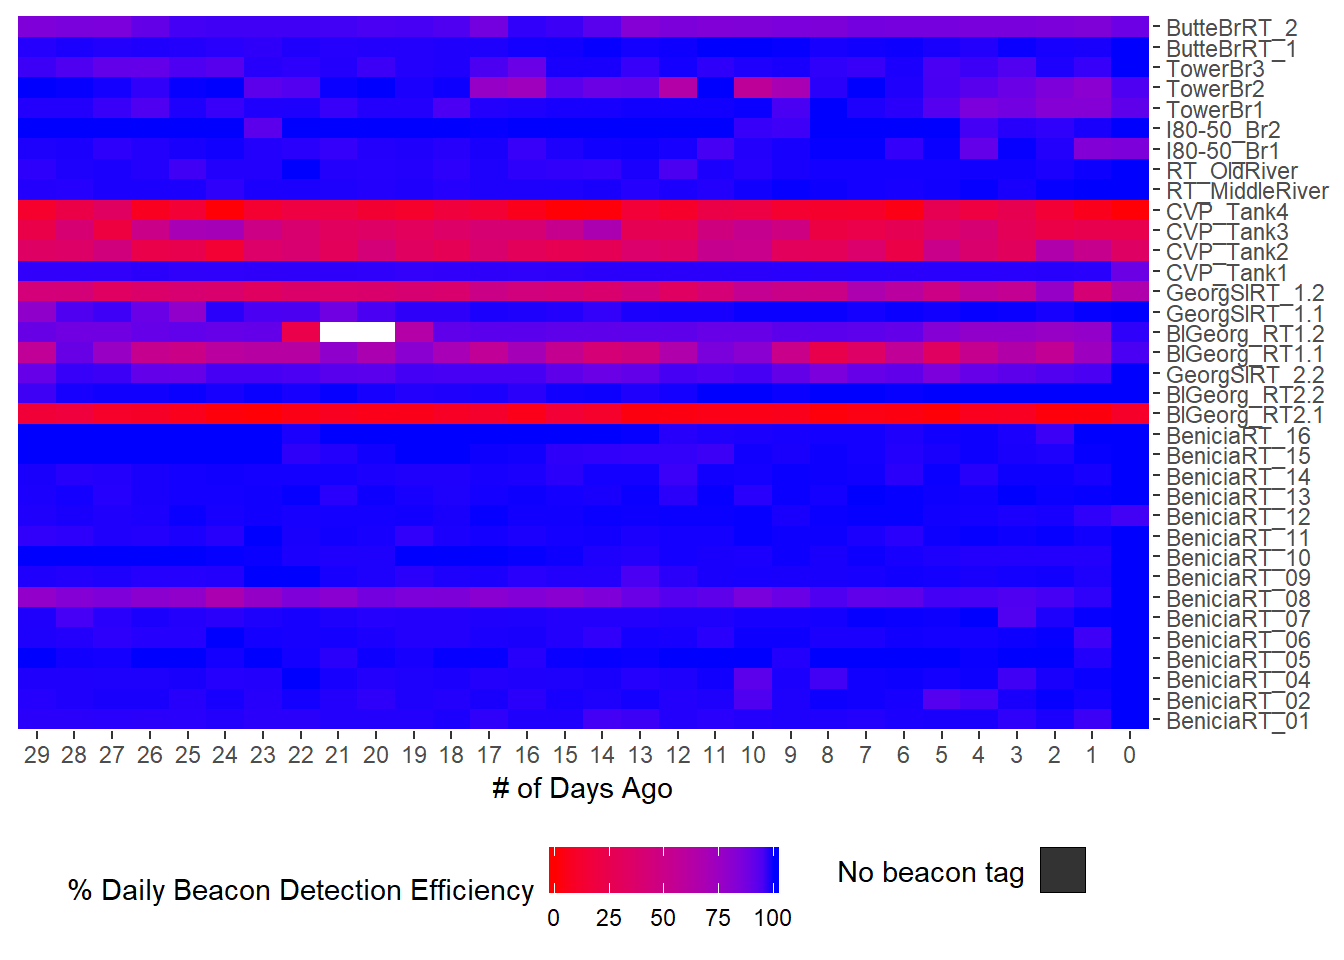 ButteBrRT_2
ButteBrRT_1
TowerBr3
TowerBr2
TowerBr1
I80-50_Br2
I80-50_Br1
RT_OldRiver
RT_MiddleRiver
CVP_Tank4
CVP_Tank3
CVP_Tank2
CVP_Tank1
GeorgSlRT_1.2
GeorgSlRT_1.1
BlGeorg_RT1.2
BlGeorg_RT1.1
GeorgSlRT_2.2
BlGeorg_RT2.2
BlGeorg_RT2.1
BeniciaRT_16
BeniciaRT_15
BeniciaRT_14
BeniciaRT_13
BeniciaRT_12
BeniciaRT_11
BeniciaRT_10
BeniciaRT_09
BeniciaRT_08
BeniciaRT_07
BeniciaRT_06
BeniciaRT_05
BeniciaRT_04
BeniciaRT_02
BeniciaRT_01
29 28 27 26 25 24 23 22 21 20 19 18 17 16 15 14 13 12 11 10 9 8 7 6 5 4 3 2 1 0
# of Days Ago
% Daily Beacon Detection Efficiency
0 25 50 75 100
No beacon tag